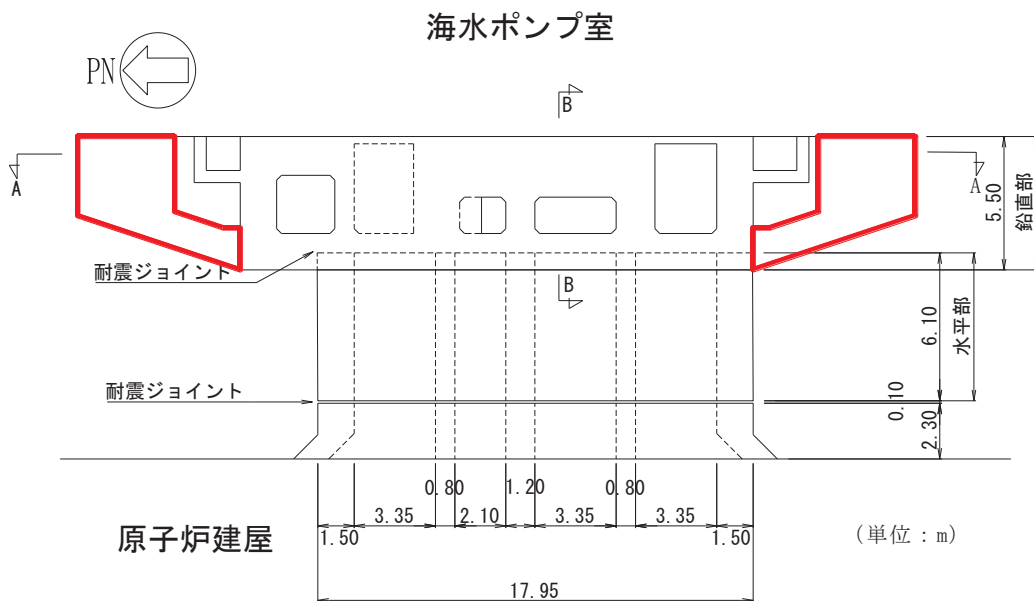 海水ポンプ室
PN
B
A
A
5.50
鉛直部
耐震ジョイント
B
6.10
水平部
耐震ジョイント
0.10
2.30
0.80
1.20
0.80
3.35
2.10
3.35
3.35
原子炉建屋
1.50
1.50
(単位:m)
17.95